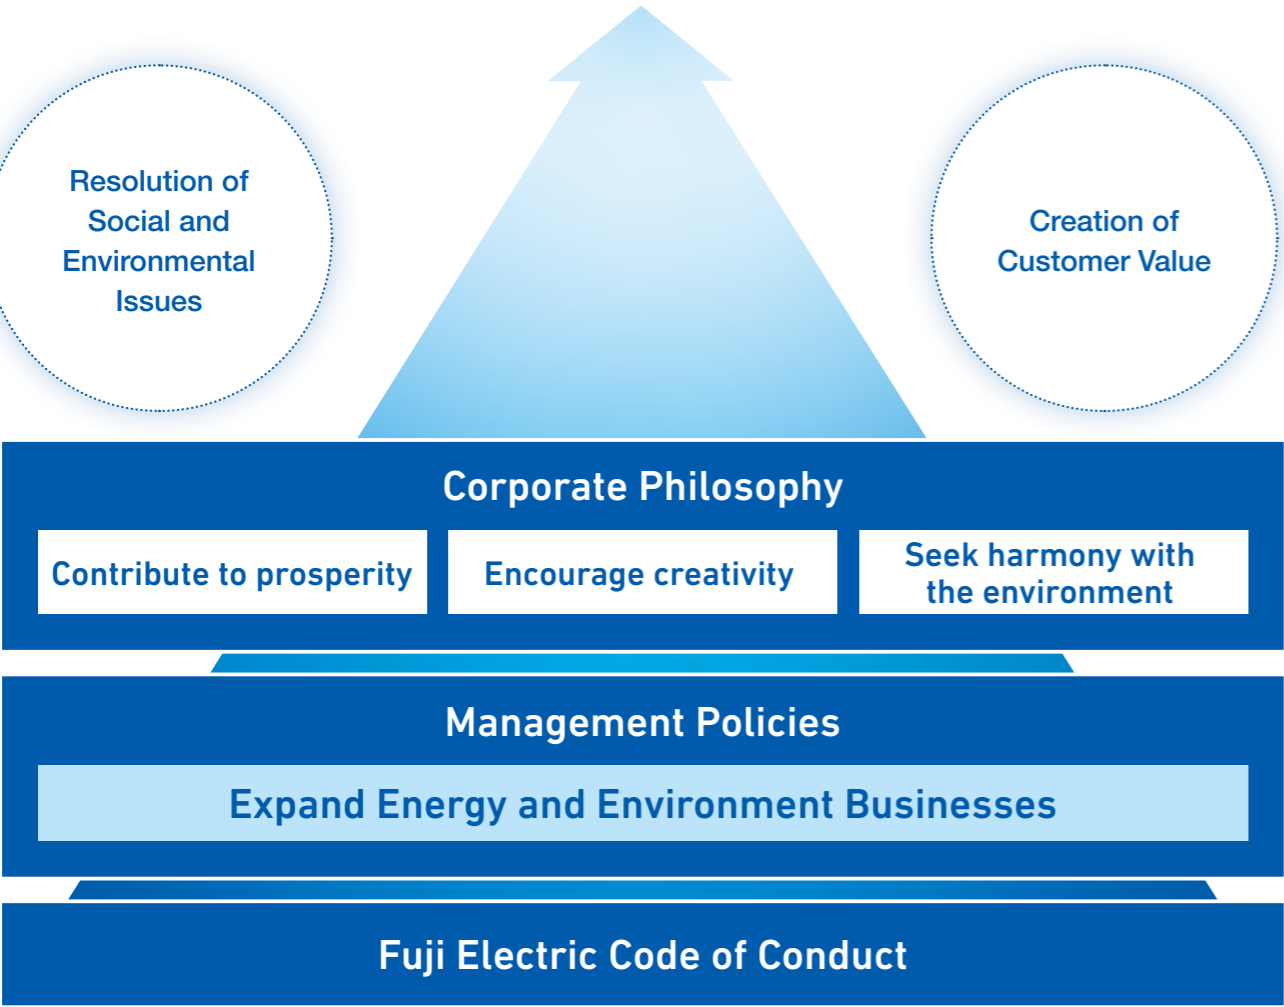 Resolution of
Social and
Environmental
Issues
Creation of
Customer Value
Corporate Philosophy
Contribute to prosperity
Encourage creativity
Seek harmony with
the environment
Management Policies
Expand Energy and Environment Businesses
Fuji Electric Code of Conduct